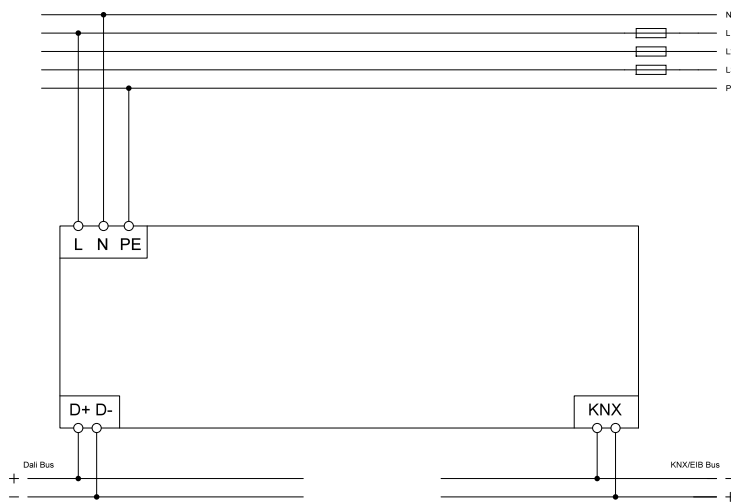 N
L
L
L
P
L N PE
D+ D-
KNX
Dali Bus
KNX/EIB Bus
+
-
-
+